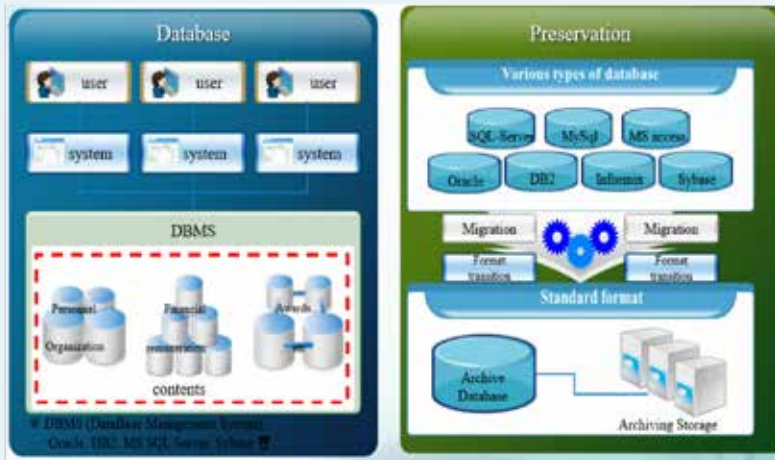 Database
user user user
system system system
DBMS
Personnel Financial Awards
Organization remuneration
contents
※ DBMS (DataBase Management System)
Oracle, DB2, MS SQL Server, Sybase 등
Preservation
Various types of database
SQL-Server MySql MS access
Oracle DB2 Informix Sybase
Migration Migration
Format transition Format transition
Standard format
Archive
Database
Archiving Storage